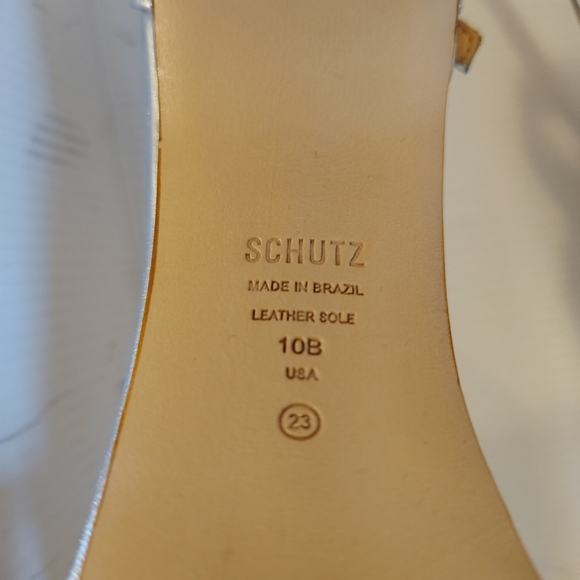 SCHUTZ
MADE IN BRAZIL
LEATHER SOLE
10B
USA
23